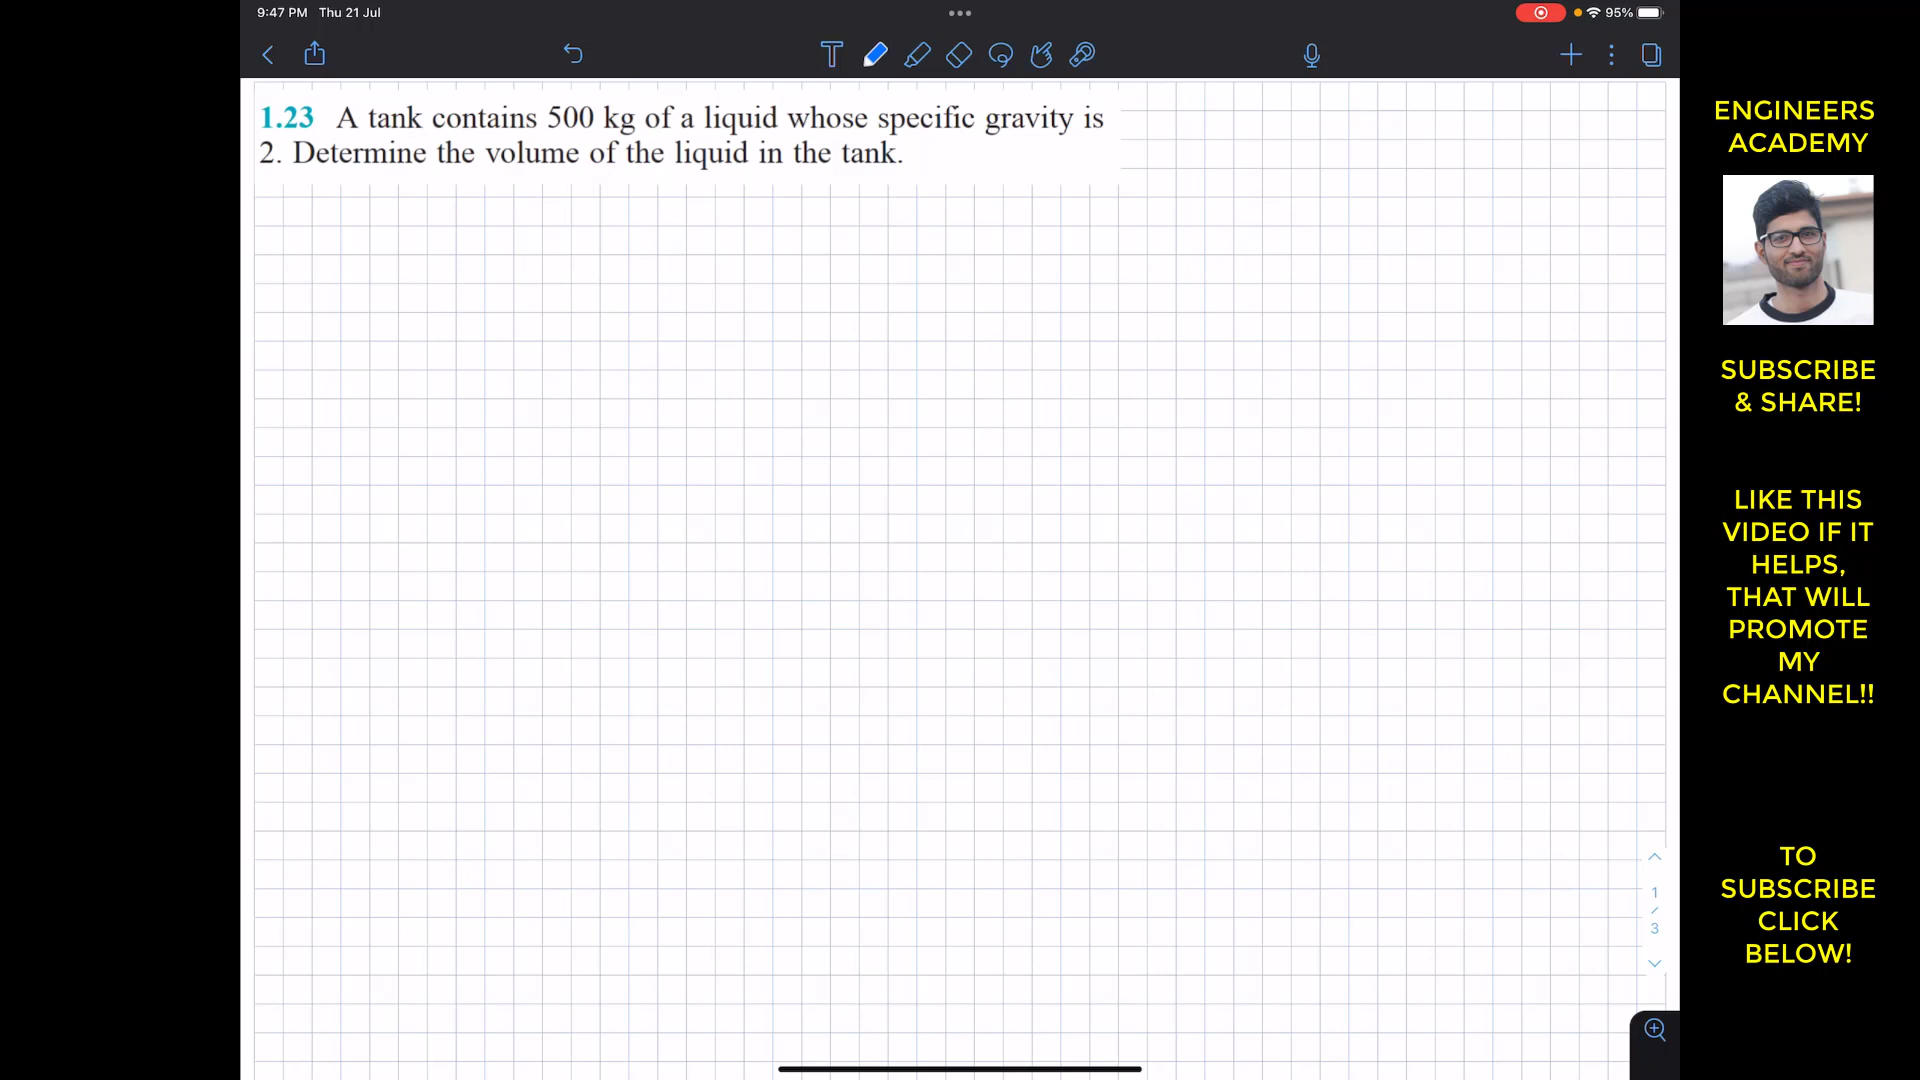 9:47 PM Thu 21 Jul
95%
1.23 A tank contains 500 kg of a liquid whose specific gravity is
2. Determine the volume of the liquid in the tank.
ENGINEERS
ACADEMY
SUBSCRIBE
& SHARE!
LIKE THIS
VIDEO IF IT
HELPS,
THAT WILL
PROMOTE
MY
CHANNEL!!
TO
SUBSCRIBE
CLICK
BELOW!
1
/
3